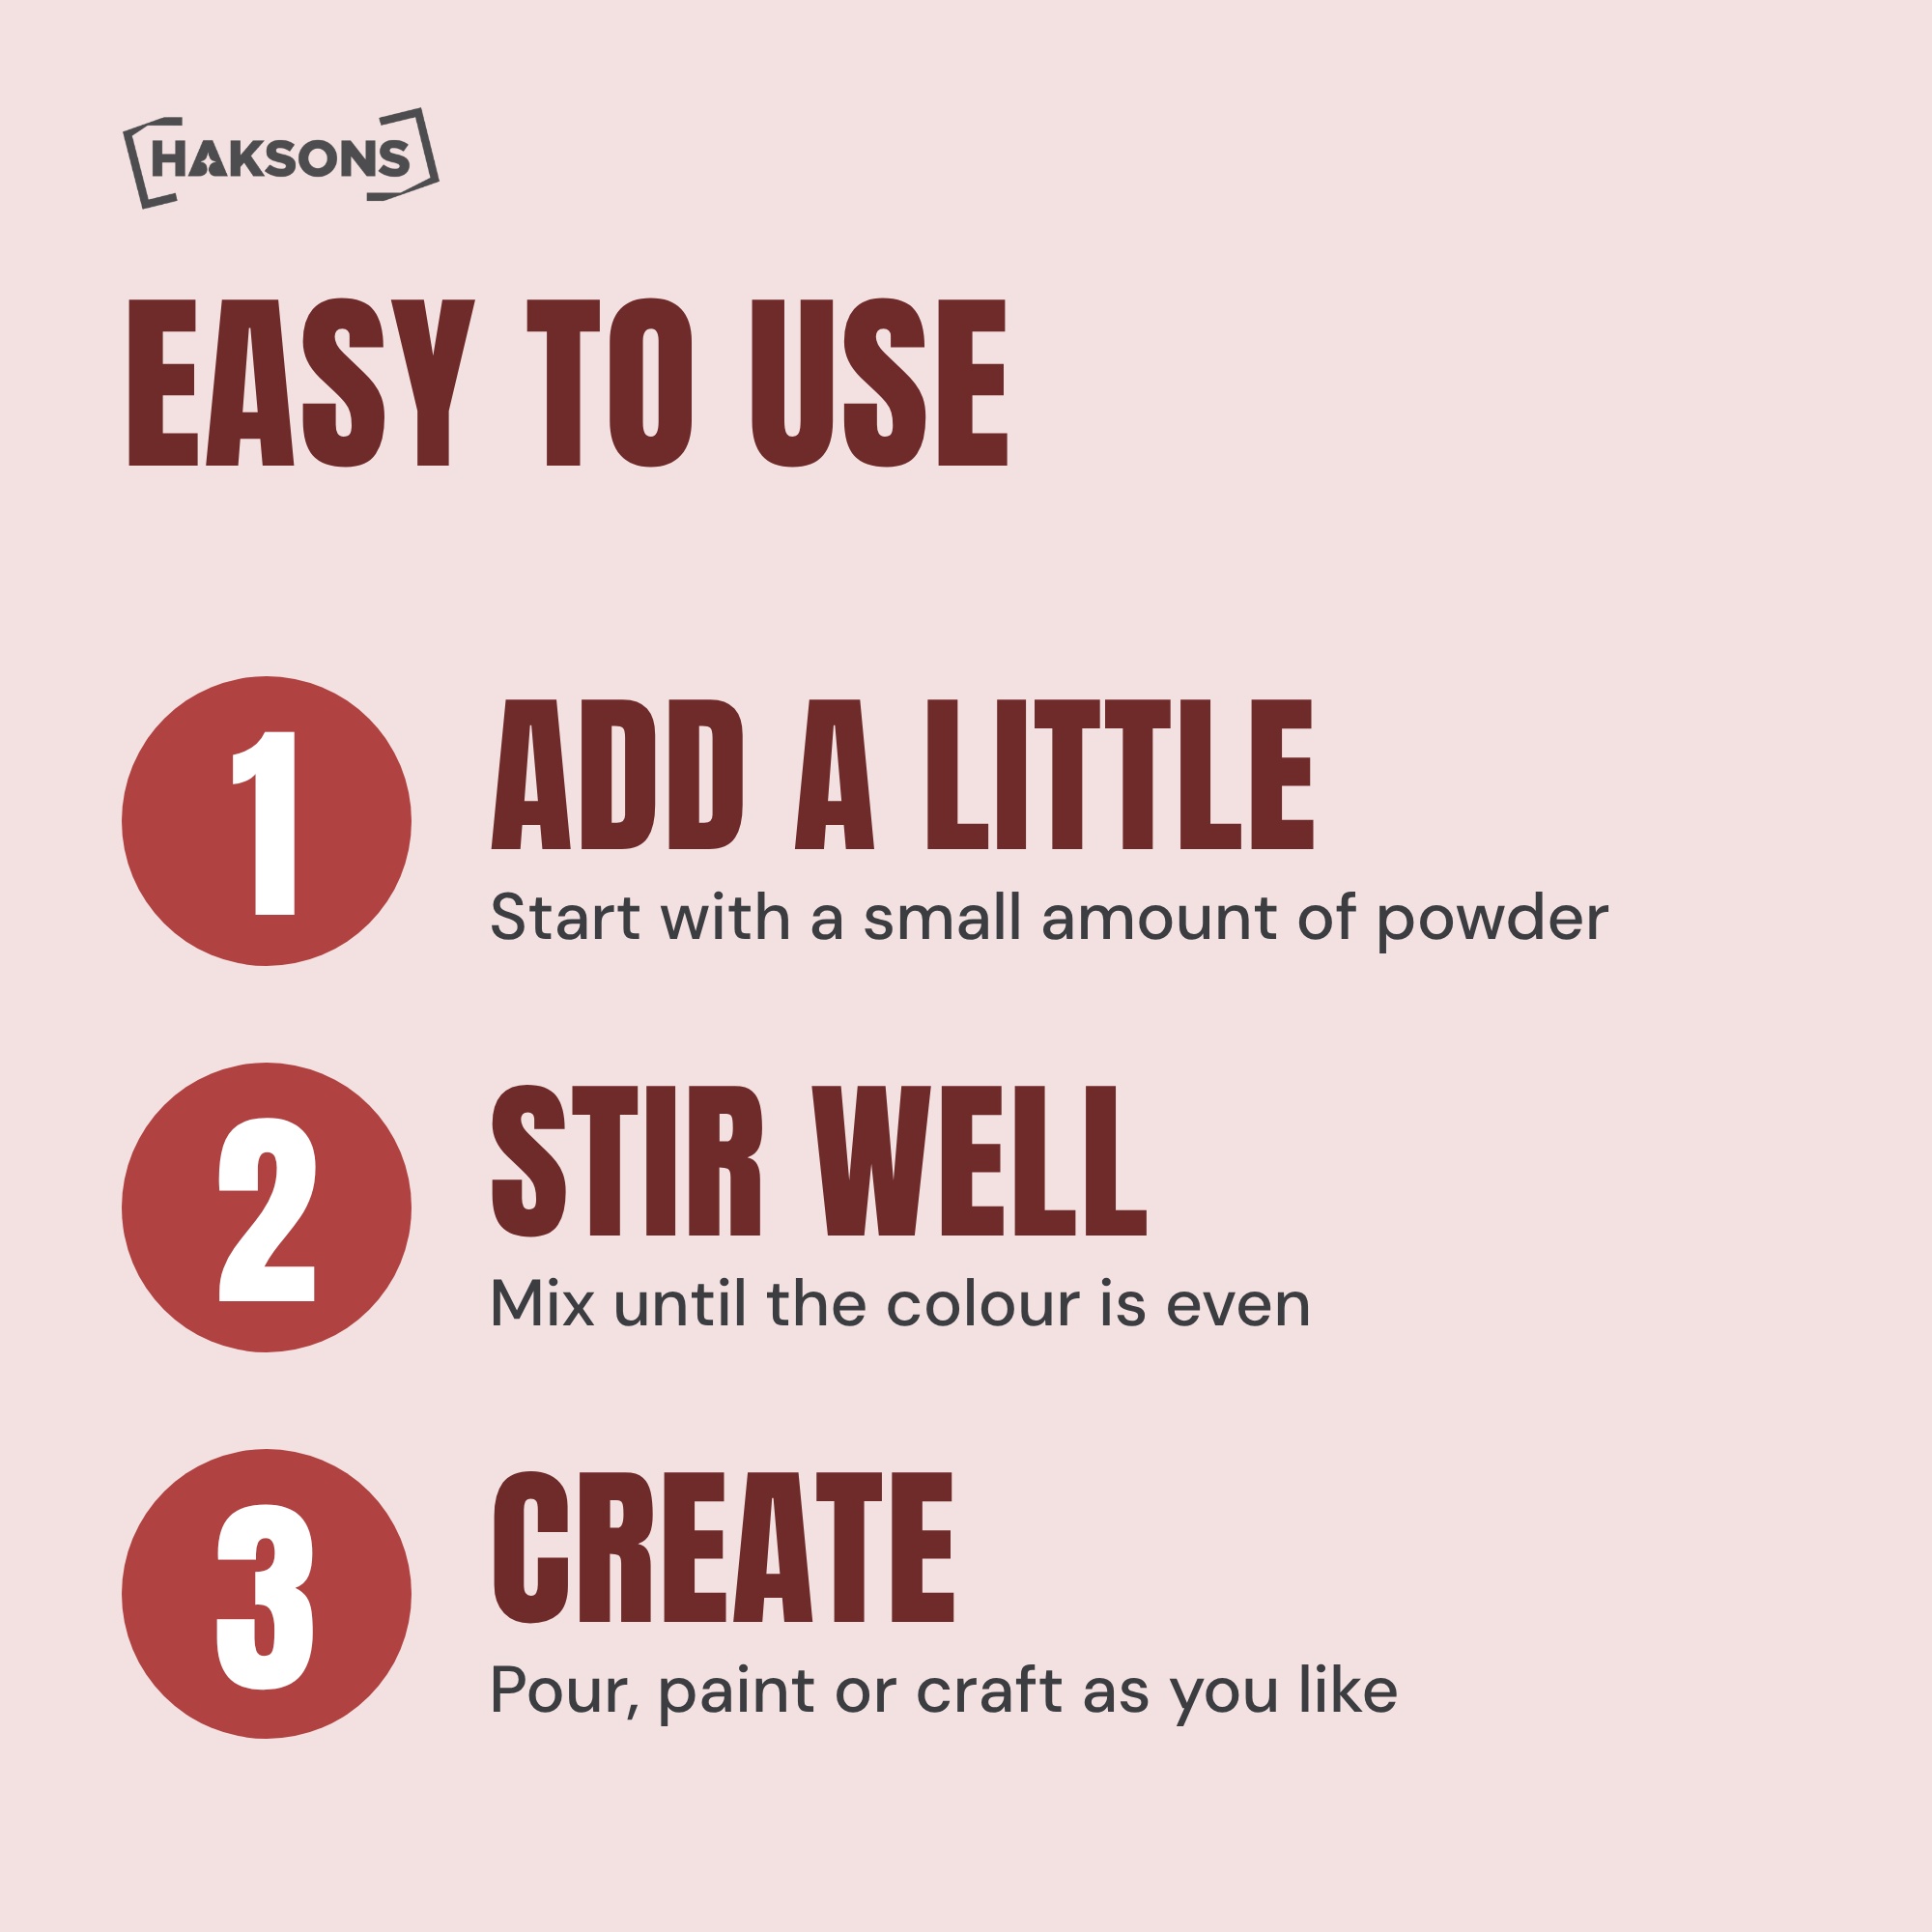 HAKSONS
EASY TO USE
1
ADD A LITTLE
Start with a small amount of powder
2
STIR WELL
Mix until the colour is even
3
CREATE
Pour, paint or craft as you like